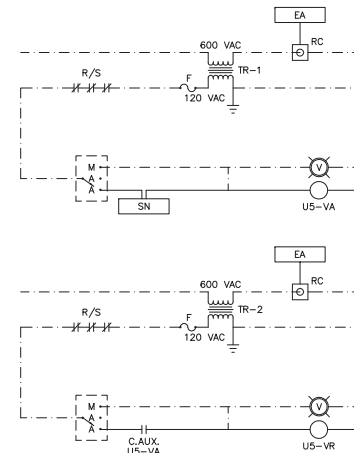 EA
600 VAC
RC
R/S
F
TR-1
120 VAC
M
A
A
V
SN
U5-VA
EA
600 VAC
RC
R/S
F
TR-2
120 VAC
M
A
A
V
C.AUX.
U5-VA
U5-VR